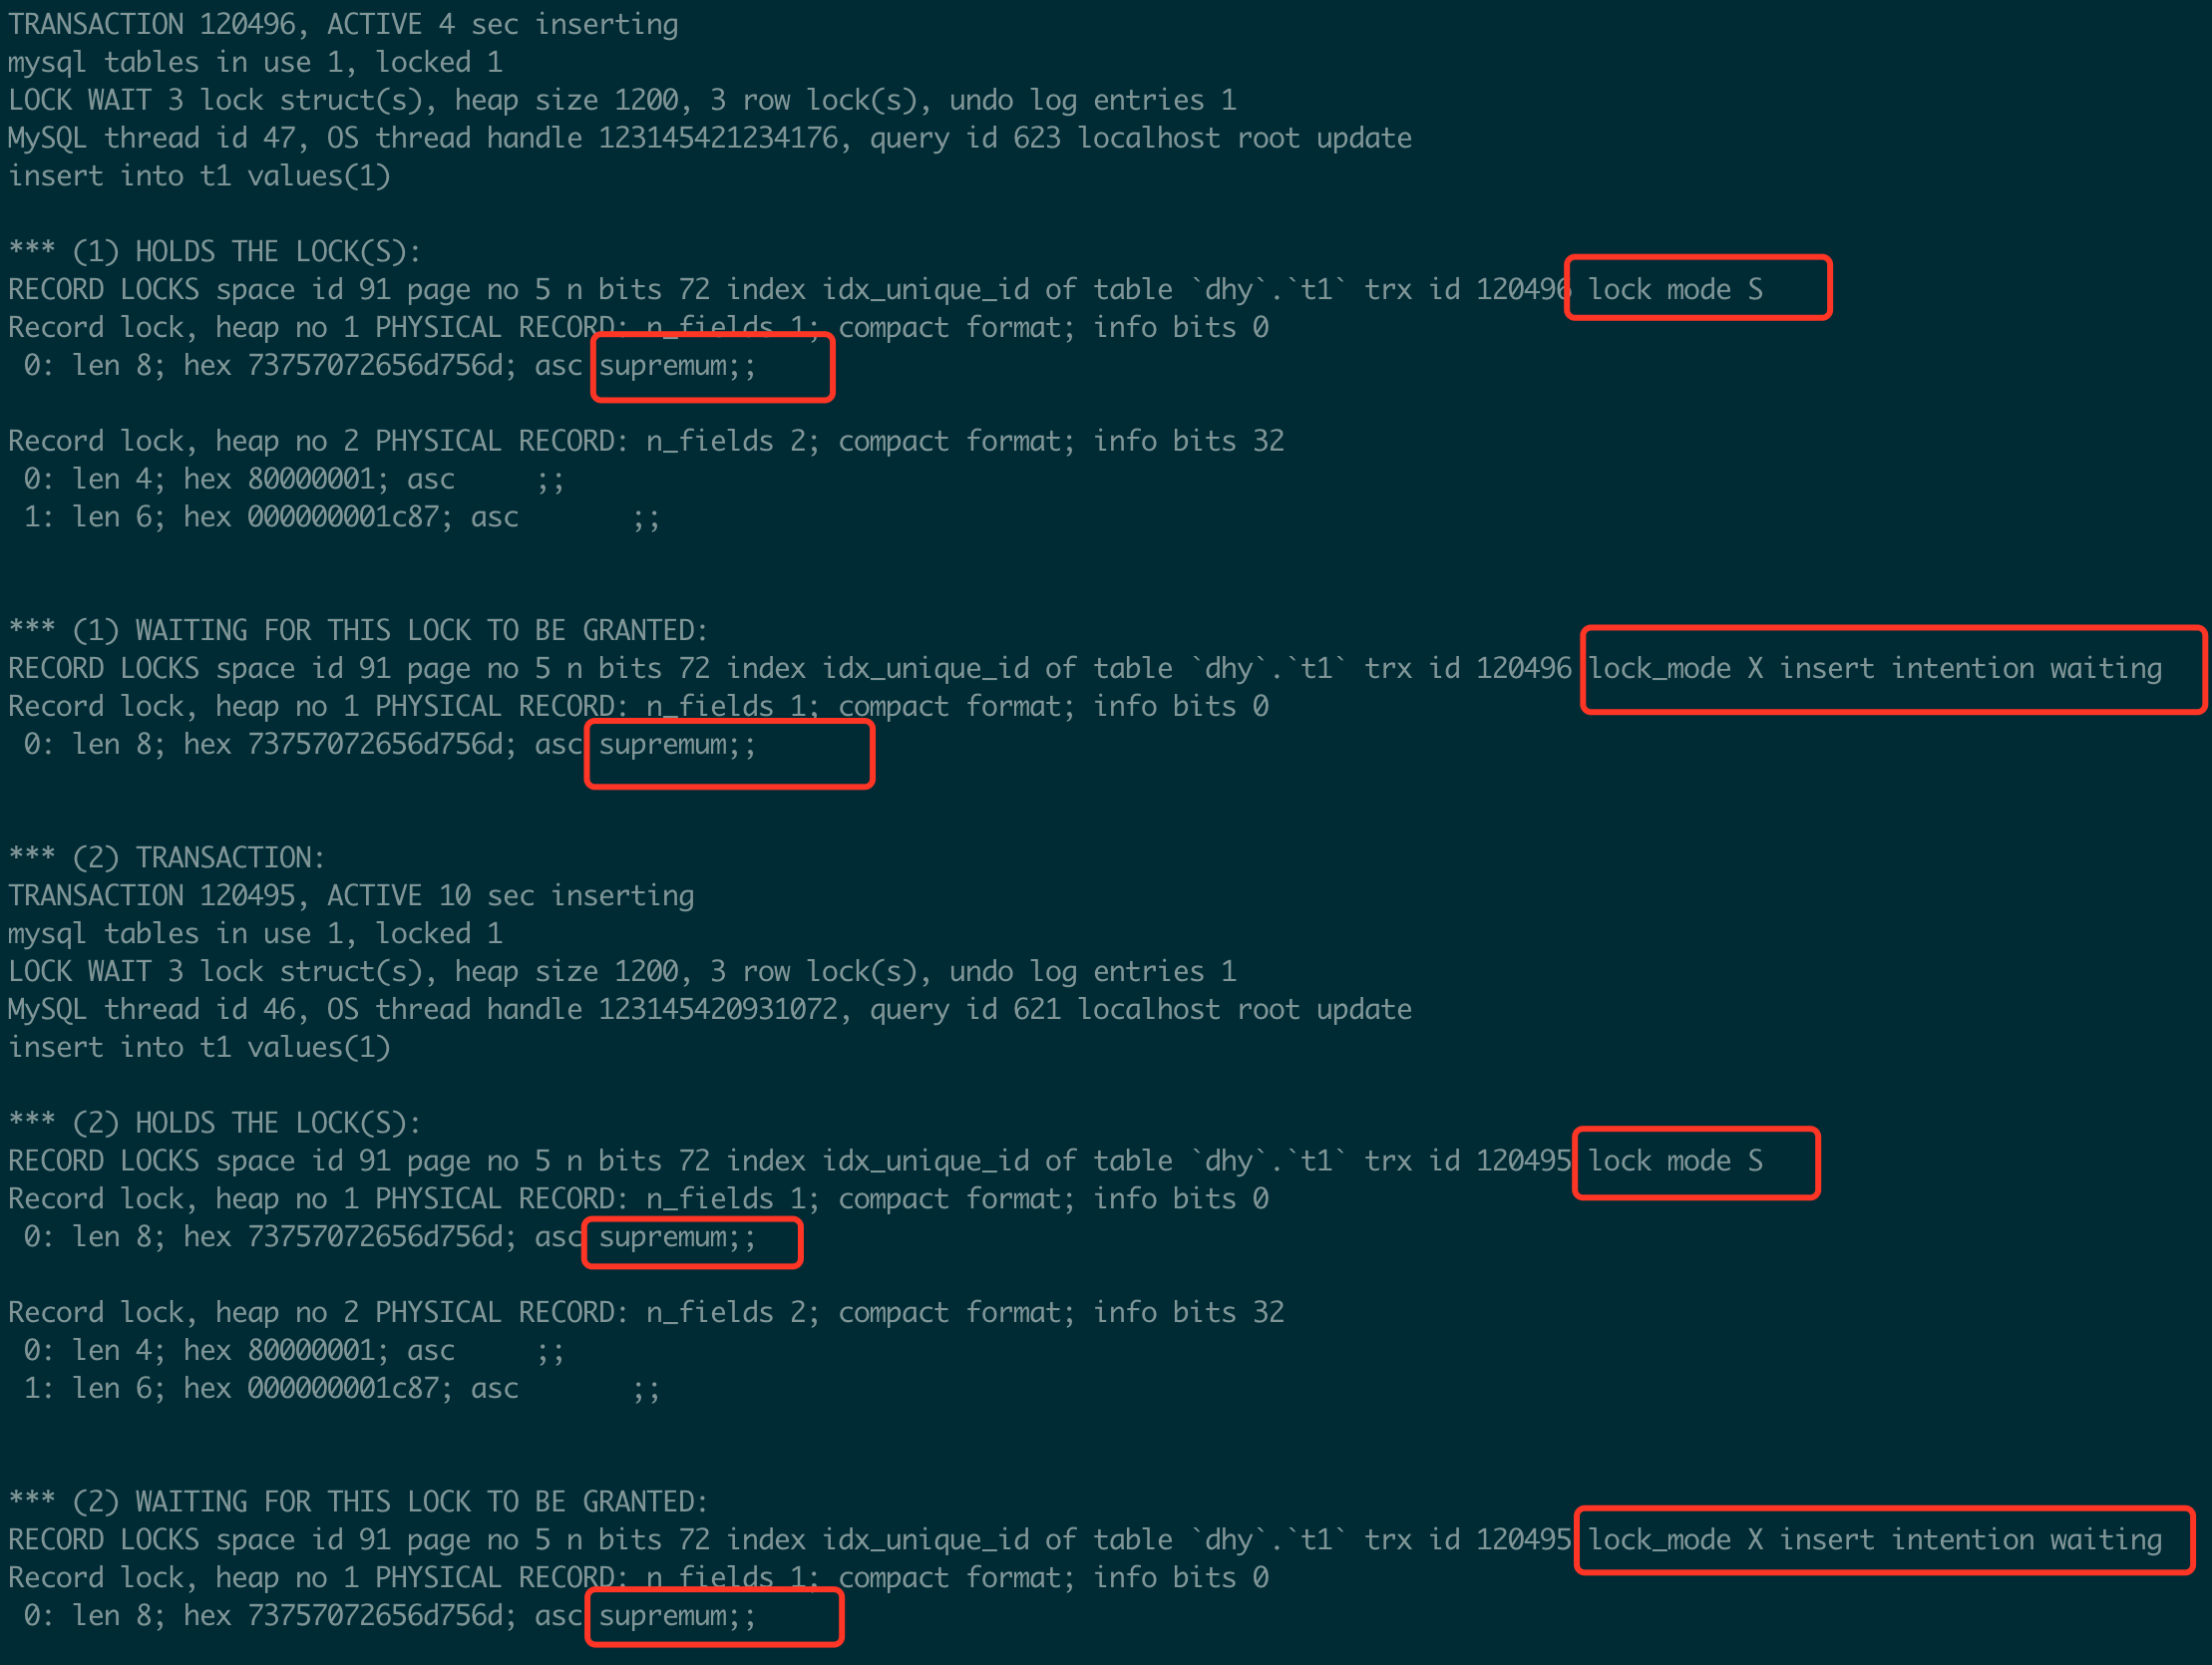 TRANSACTION 120496, ACTIVE 4 sec inserting
mysql tables in use 1, locked 1
LOCK WAIT 3 lock struct(s), heap size 1200, 3 row lock(s), undo log entries 1
MySQL thread id 47, OS thread handle 123145421234176, query id 623 localhost root update
insert into t1 values(1)
*** (1) HOLDS THE LOCK(S):
RECORD LOCKS space id 91 page no 5 n bits 72 index idx_unique_id of table `dhy`.`t1` trx id 120496 lock mode S
Record lock, heap no 1 PHYSICAL RECORD: n_fields 1; compact format; info bits 0
0: len 8; hex 73757072656d756d; asc supremum;;
Record lock, heap no 2 PHYSICAL RECORD: n_fields 2; compact format; info bits 32
0: len 4; hex 80000001; asc     ;;
1: len 6; hex 000000001c87; asc       ;;
*** (1) WAITING FOR THIS LOCK TO BE GRANTED:
RECORD LOCKS space id 91 page no 5 n bits 72 index idx_unique_id of table `dhy`.`t1` trx id 120496 lock_mode X insert intention waiting
Record lock, heap no 1 PHYSICAL RECORD: n_fields 1; compact format; info bits 0
0: len 8; hex 73757072656d756d; asc supremum;;
*** (2) TRANSACTION:
TRANSACTION 120495, ACTIVE 10 sec inserting
mysql tables in use 1, locked 1
LOCK WAIT 3 lock struct(s), heap size 1200, 3 row lock(s), undo log entries 1
MySQL thread id 46, OS thread handle 123145420931072, query id 621 localhost root update
insert into t1 values(1)
*** (2) HOLDS THE LOCK(S):
RECORD LOCKS space id 91 page no 5 n bits 72 index idx_unique_id of table `dhy`.`t1` trx id 120495 lock mode S
Record lock, heap no 1 PHYSICAL RECORD: n_fields 1; compact format; info bits 0
0: len 8; hex 73757072656d756d; asc supremum;;
Record lock, heap no 2 PHYSICAL RECORD: n_fields 2; compact format; info bits 32
0: len 4; hex 80000001; asc     ;;
1: len 6; hex 000000001c87; asc       ;;
*** (2) WAITING FOR THIS LOCK TO BE GRANTED:
RECORD LOCKS space id 91 page no 5 n bits 72 index idx_unique_id of table `dhy`.`t1` trx id 120495 lock_mode X insert intention waiting
Record lock, heap no 1 PHYSICAL RECORD: n_fields 1; compact format; info bits 0
0: len 8; hex 73757072656d756d; asc supremum;;